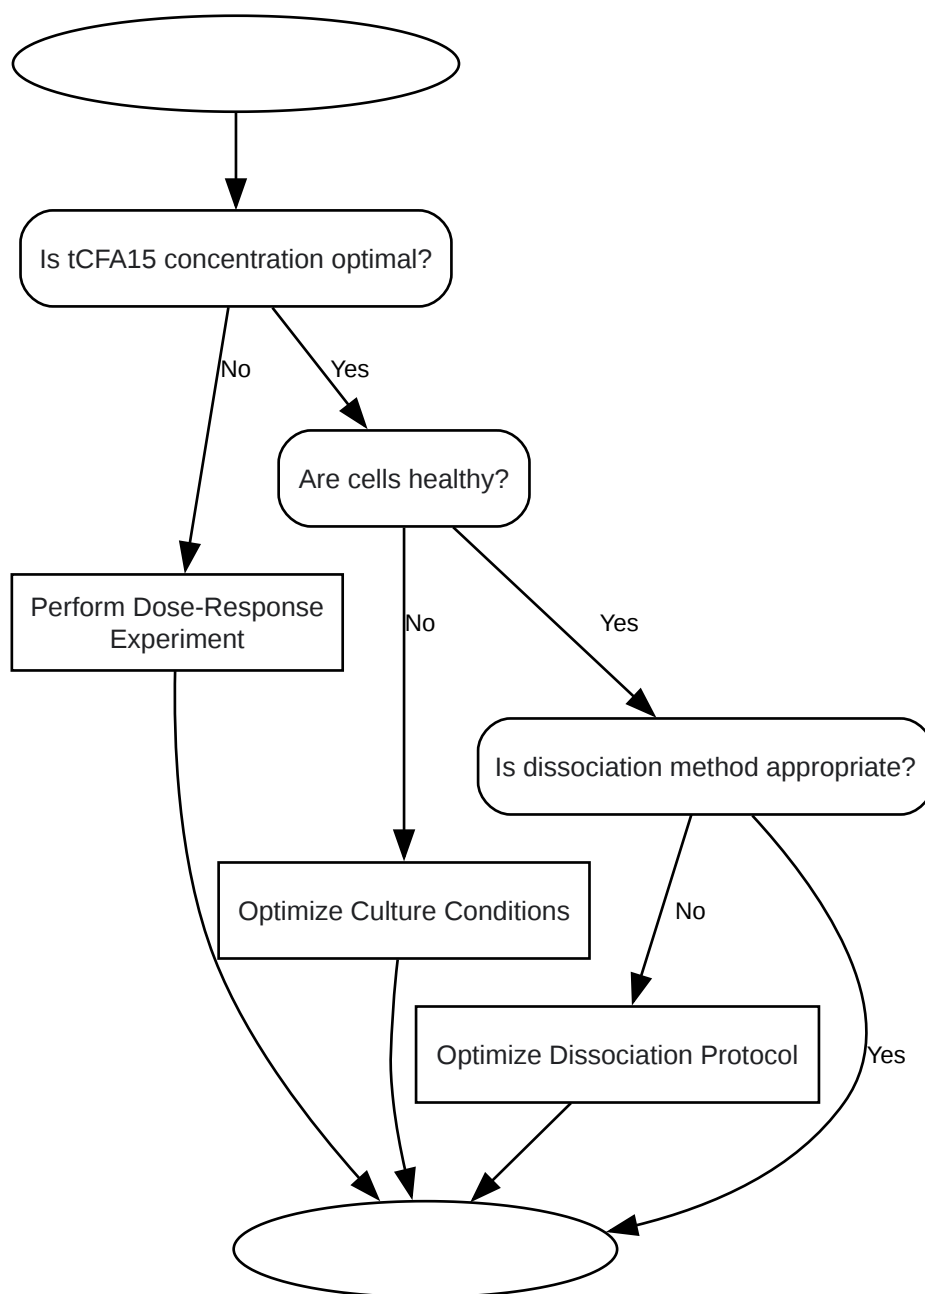 Is tCFA15 concentration optimal?
No
Yes
Are cells healthy?
Perform Dose-Response
Experiment
No
Yes
Is dissociation method appropriate?
Optimize Culture Conditions
No
Optimize Dissociation Protocol
Yes